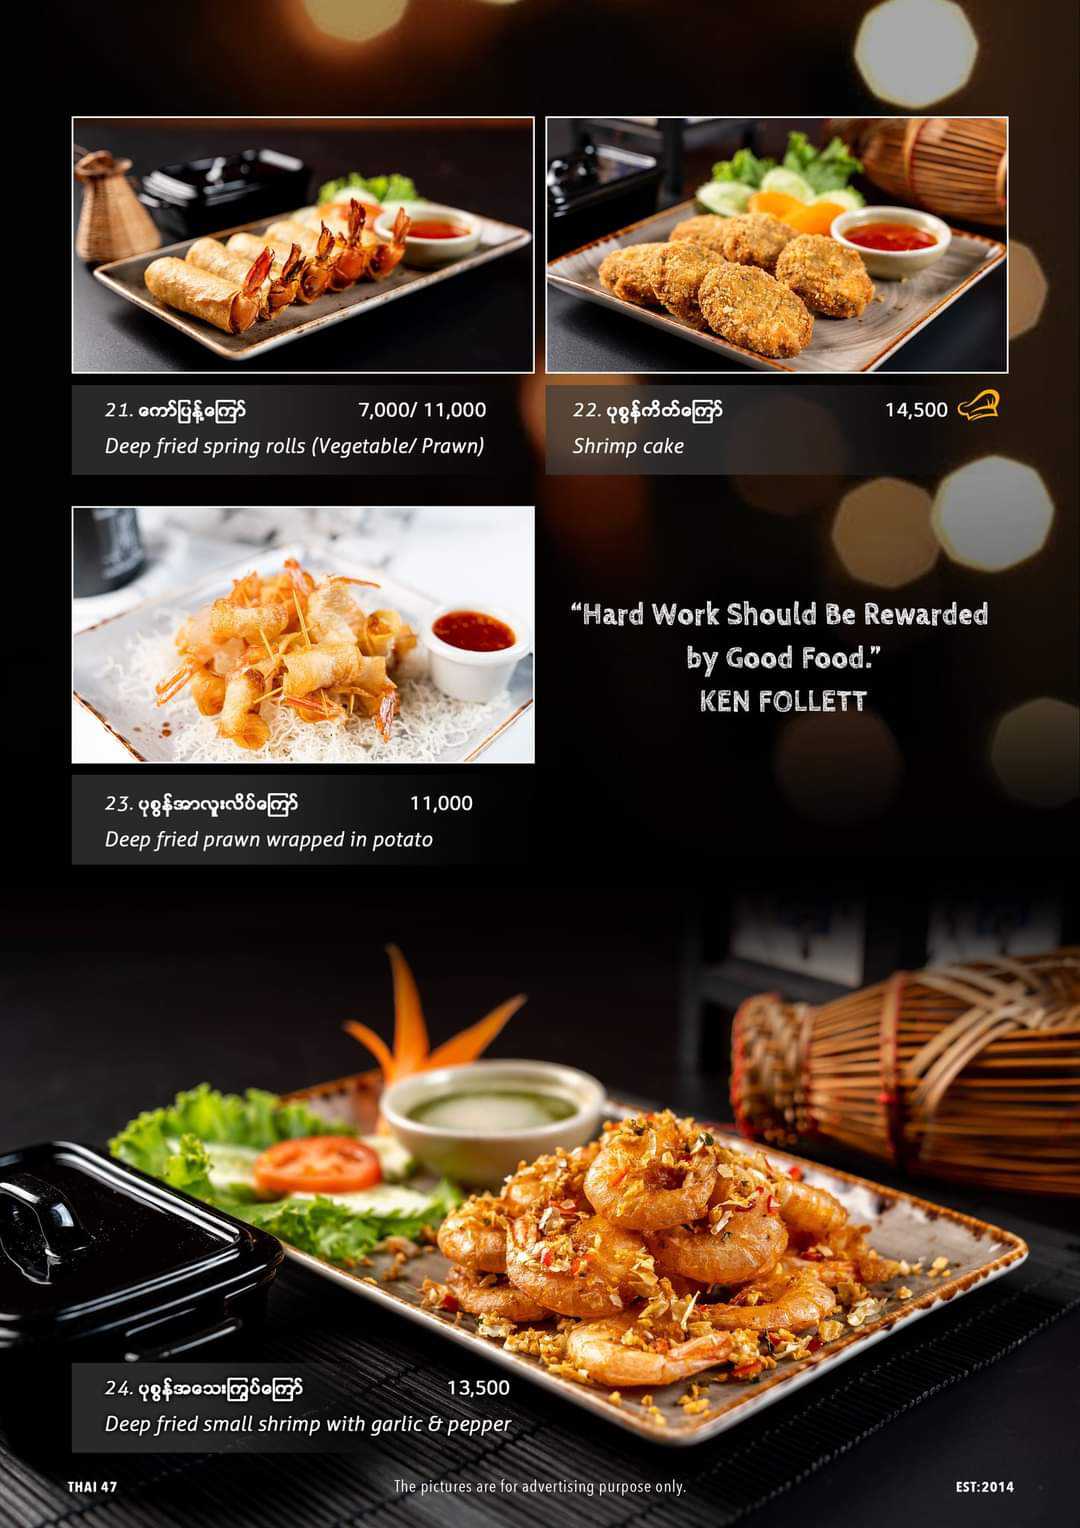 21. ကော်ပြန့်ကြော် 7,000/ 11,000
Deep fried spring rolls (Vegetable/ Prawn)
22. ပုစွန်ကိတ်ကြော် 14,500
Shrimp cake
23. ပုစွန်အာလူးလိပ်ကြော် 11,000
Deep fried prawn wrapped in potato
“Hard Work Should Be Rewarded
by Good Food.”
KEN FOLLETT
24. ပုစွန်အသေးကြွပ်ကြော် 13,500
Deep fried small shrimp with garlic & pepper
THAI 47
The pictures are for advertising purpose only.
EST:2014